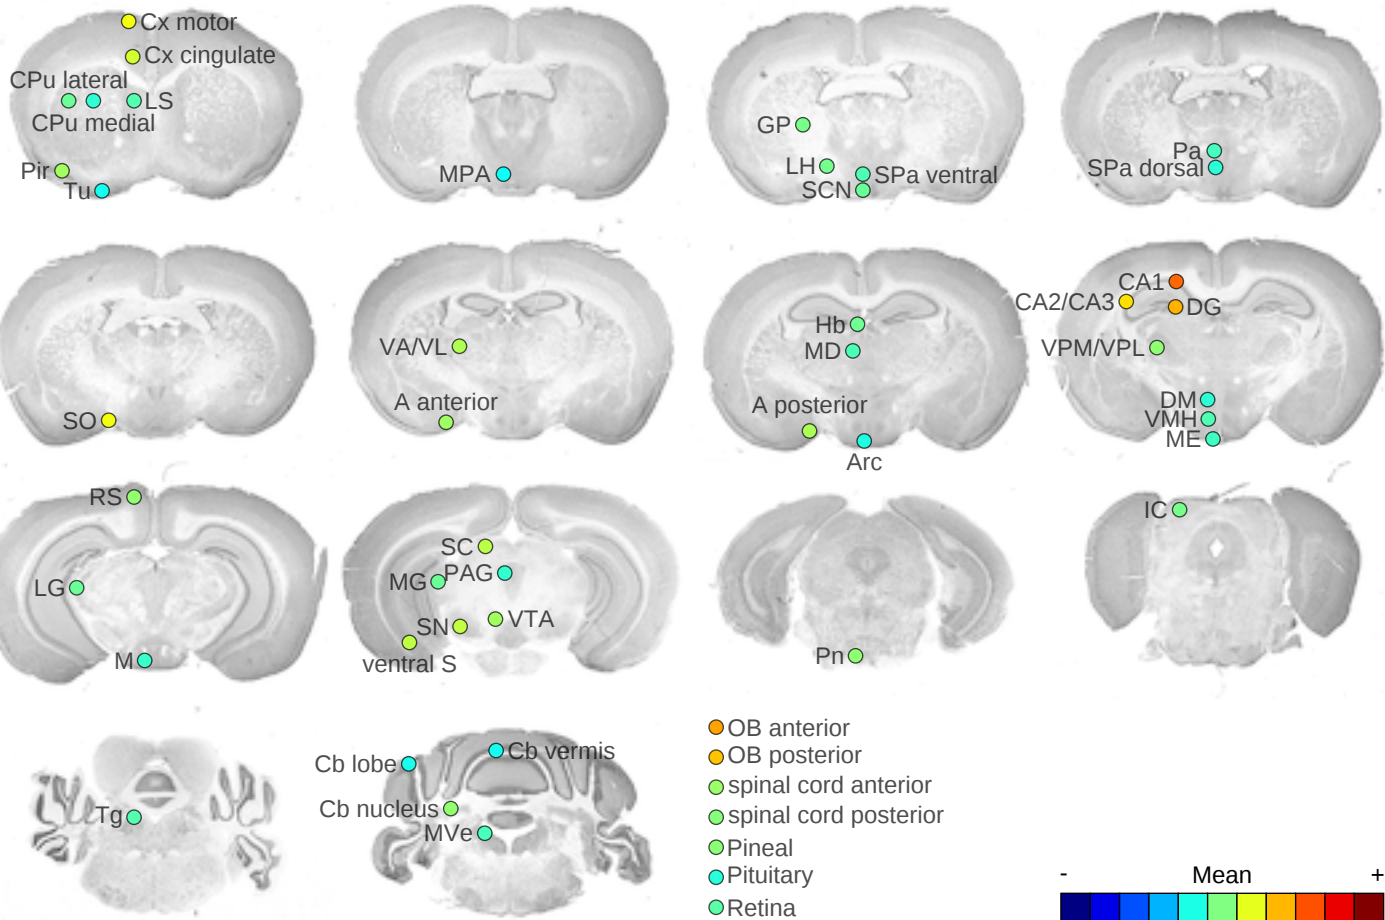 Cx motor
Cx cingulate
CPu lateral
LS
CPu medial
Pir
Tu
MPA
GP
LH
SPa ventral
SCN
Pa
SPa dorsal
SO
VA/VL
A anterior
Hb
MD
A posterior
Arc
CA1
CA2/CA3
DG
VPM/VPL
DM
VMH
ME
RS
LG
M
SC
MG
PAG
SN
VTA
ventral S
Pn
IC
Tg
Cb lobe
Cb vermis
Cb nucleus
MVe
OB anterior
OB posterior
spinal cord anterior
spinal cord posterior
Pineal
Pituitary
Retina
- Mean +